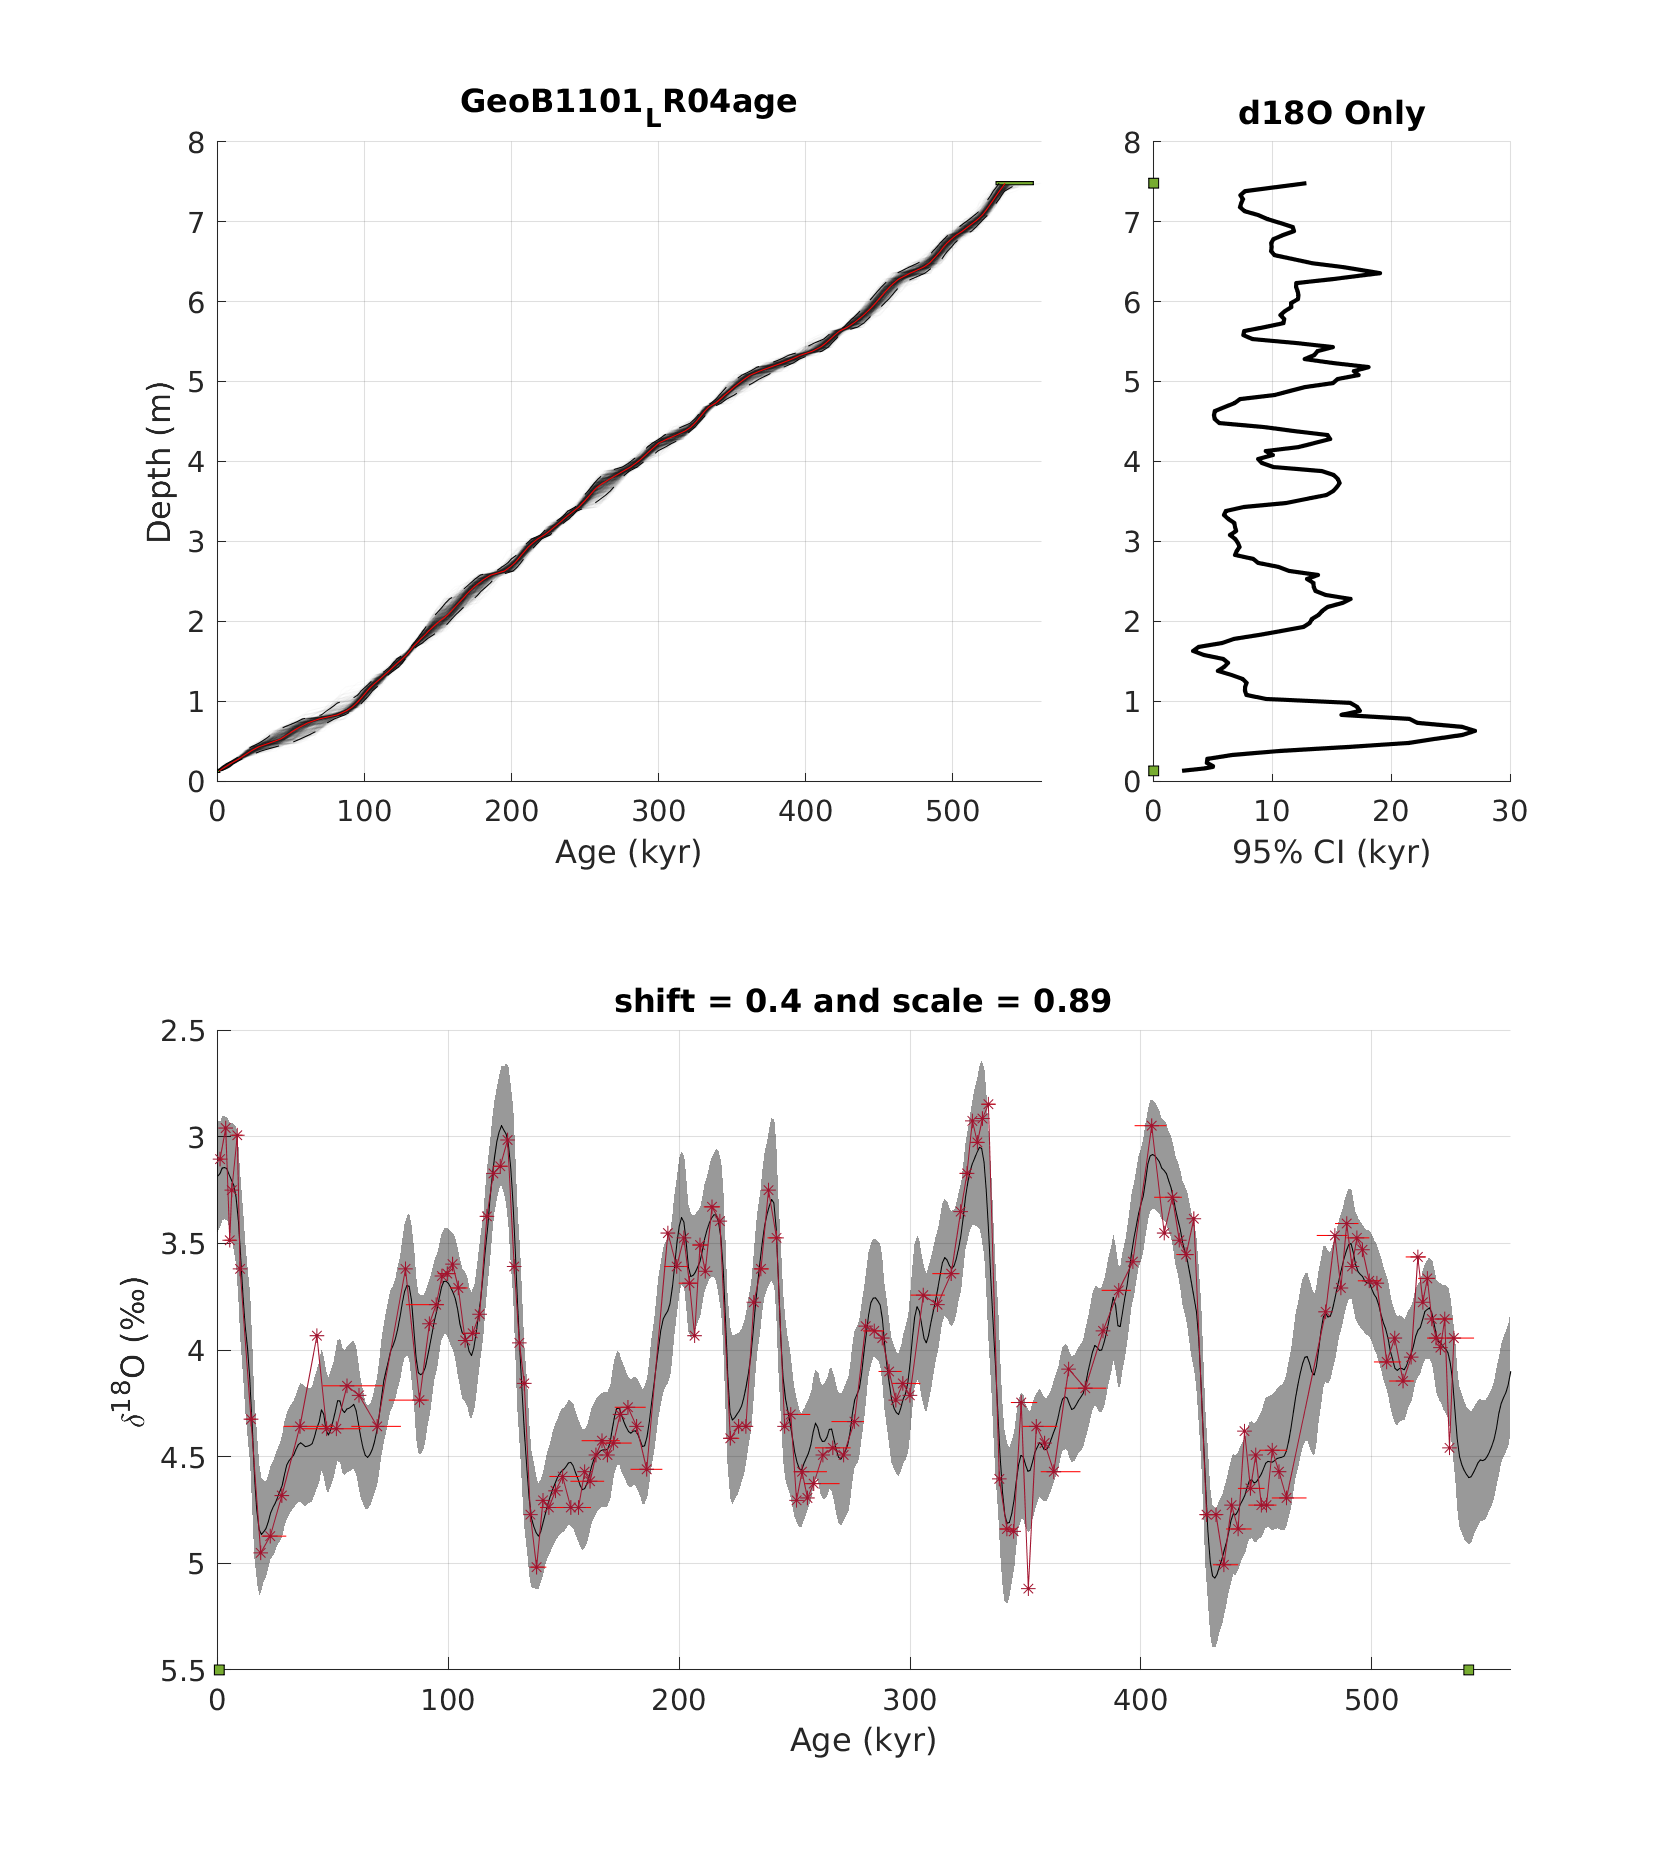 GeoB1101_LR04age
d18O Only
8
7
6
5
4
3
2
1
0
0 100 200 300 400 500
Depth (m)
Age (kyr)
8
7
6
5
4
3
2
1
0
0 10 20 30
95% CI (kyr)
shift = 0.4 and scale = 0.89
2.5
3
3.5
4
4.5
5
5.5
0 100 200 300 400 500
δ¹⁸O (‰)
Age (kyr)